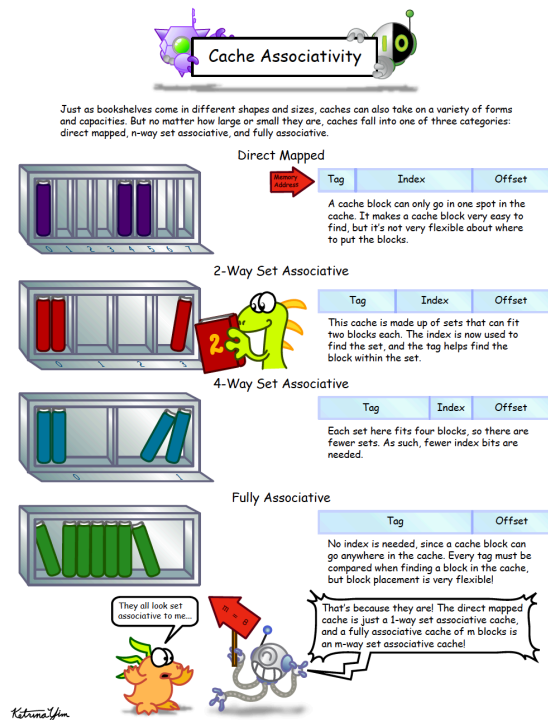 Cache Associativity
Just as bookshelves come in different shapes and sizes, caches can also take on a variety of forms
and capacities. But no matter how large or small they are, caches fall into one of three categories:
direct mapped, n-way set associative, and fully associative.
Direct Mapped
Memory
Address
Tag Index Offset
A cache block can only go in one spot in the
cache. It makes a cache block very easy to
find, but it's not very flexible about where
to put the blocks.
0 1 2 3 4 5 6 7
2-Way Set Associative
Tag Index Offset
This cache is made up of sets that can fit
two blocks each. The index is now used to
find the set, and the tag helps find the
block within the set.
2
0 1 2 3
4-Way Set Associative
Tag Index Offset
Each set here fits four blocks, so there are
fewer sets. As such, fewer index bits are
needed.
0 1
Fully Associative
Tag Offset
No index is needed, since a cache block can
go anywhere in the cache. Every tag must be
compared when finding a block in the cache,
but block placement is very flexible!
They all look set
associative to me...
m = 8
That's because they are! The direct mapped
cache is just a 1-way set associative cache,
and a fully associative cache of m blocks is
an m-way set associative cache!
Katrina Yim